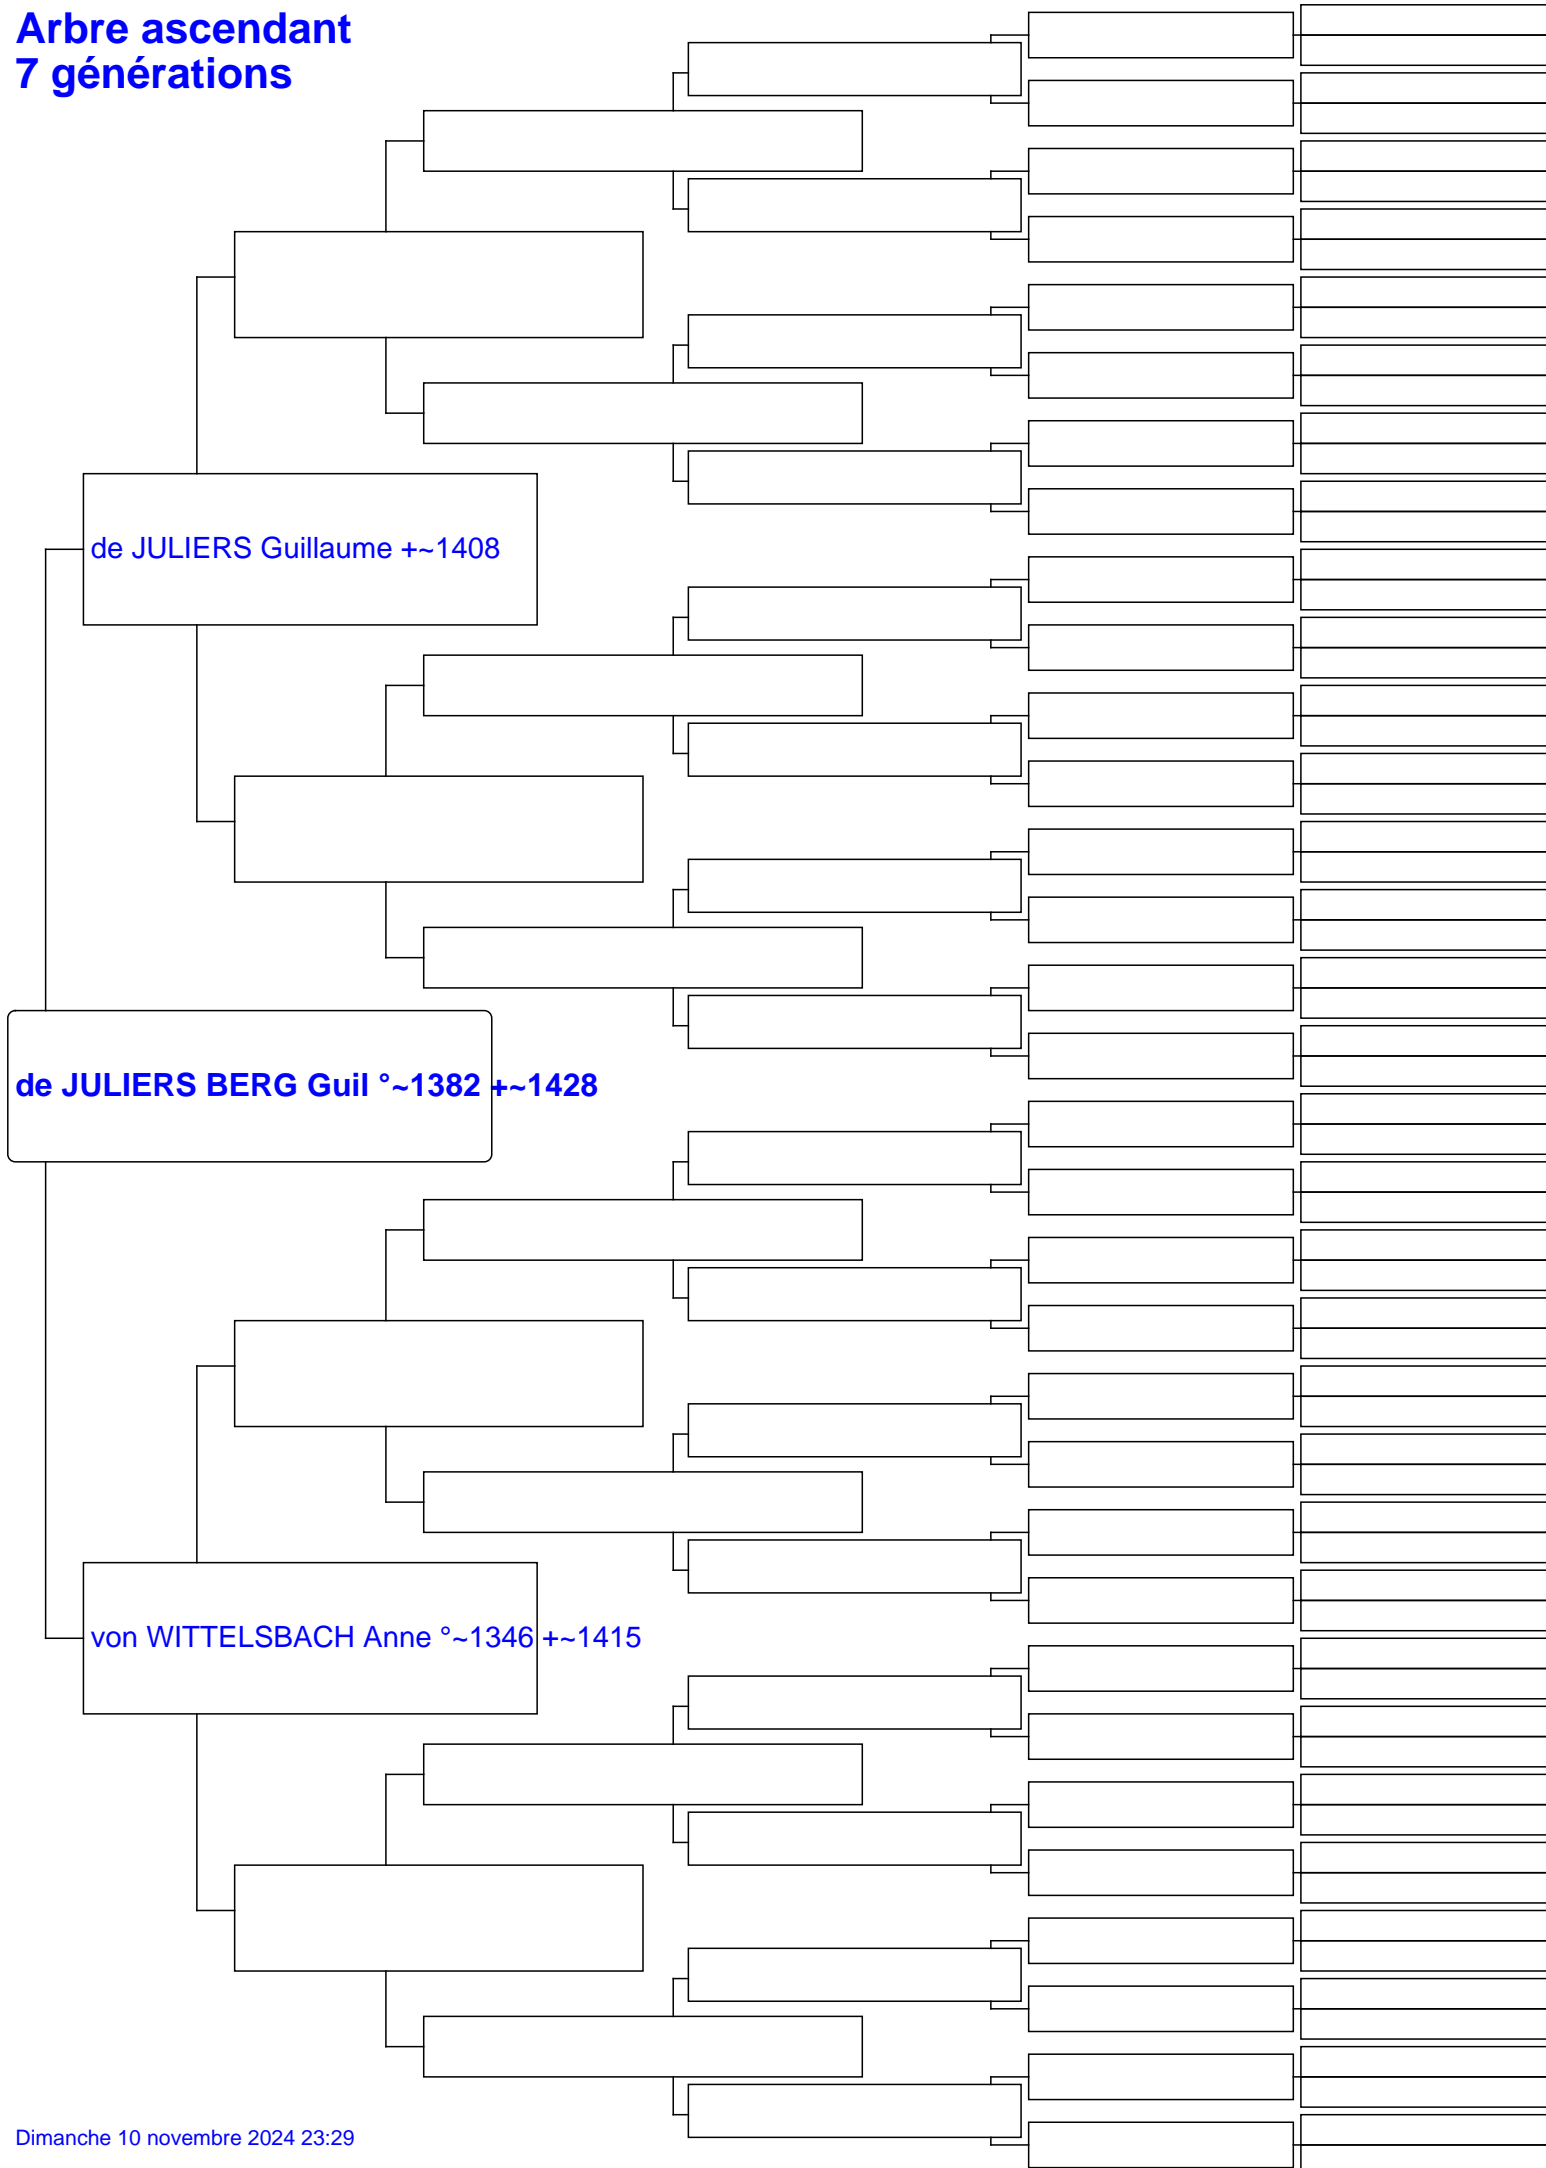 Arbre ascendant
7 générations
de JULIERS Guillaume +~1408
de JULIERS BERG Guil °~1382 +~1428
von WITTELSBACH Anne °~1346 +~1415
Dimanche 10 novembre 2024 23:29